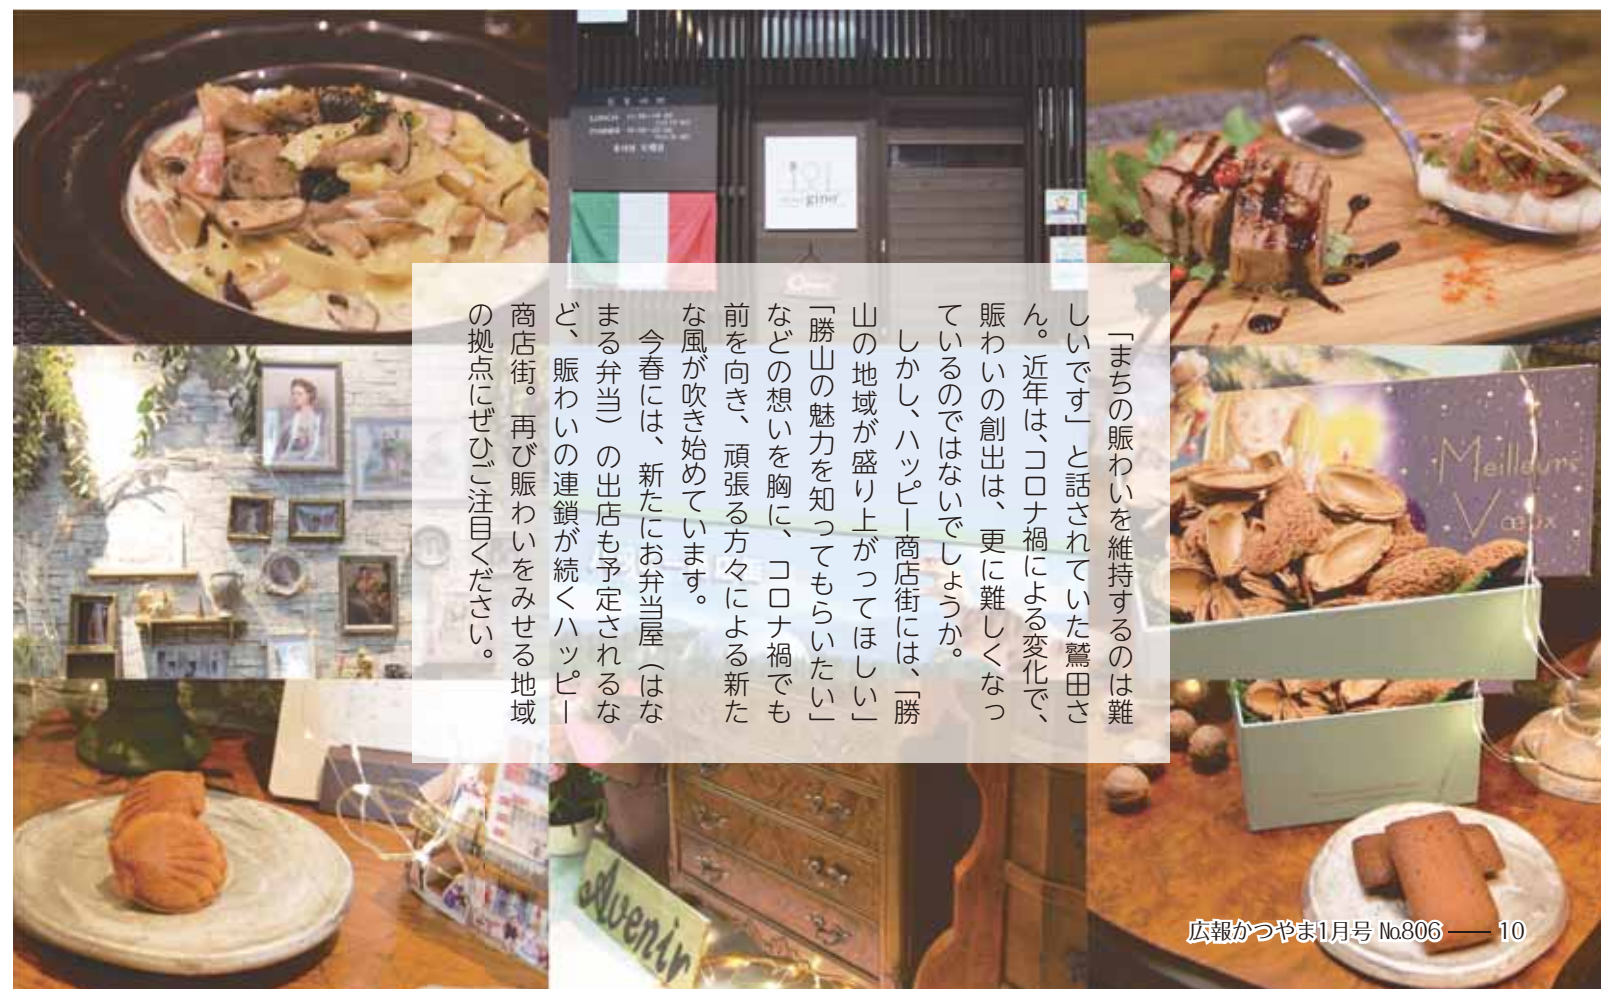 「まちの賑わいを維持するのは難
しいです」と話されていた鷲田さ
ん。近年は、コロナ禍による変化で、
賑わいの創出は、更に難しくなっ
ているのではないでしょうか。
しかし、ハッピー商店街には、「勝
山の地域が盛り上がってほしい」
「勝山の魅力を知ってもらいたい」
などの想いを胸に、コロナ禍でも
前を向き、頑張る方々による新た
な風が吹き始めています。
今春には、新たにお弁当屋（はな
まる弁当）の出店も予定されるな
ど、賑わいの連鎖が続くハッピー
商店街。再び賑わいをみせる地域
の拠点にぜひご注目ください。
LUNCH
DINNER
gino
Meilleurs
Vœux
Avenir
広報かつやま1月号 No.806 ―― 10